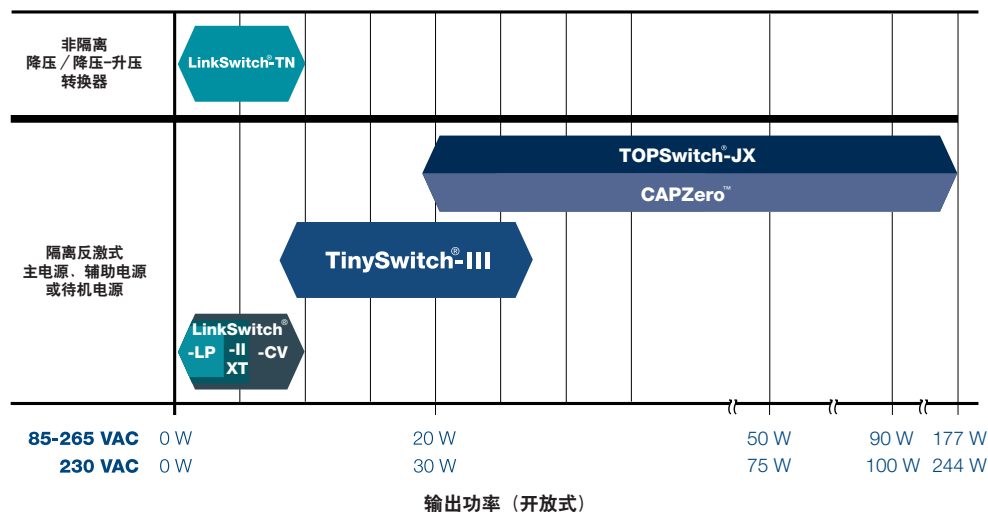 非隔离
降压/降压-升压
转换器
LinkSwitch®-TN
TOPSwitch®-JX
CAPZero™
TinySwitch®-III
隔离反激式
主电源、辅助电源
或待机电源
LinkSwitch®
-LP
-II
XT
-CV
85-265 VAC 0 W 20 W 50 W 90 W 177 W
230 VAC 0 W 30 W 75 W 100 W 244 W
输出功率(开放式)